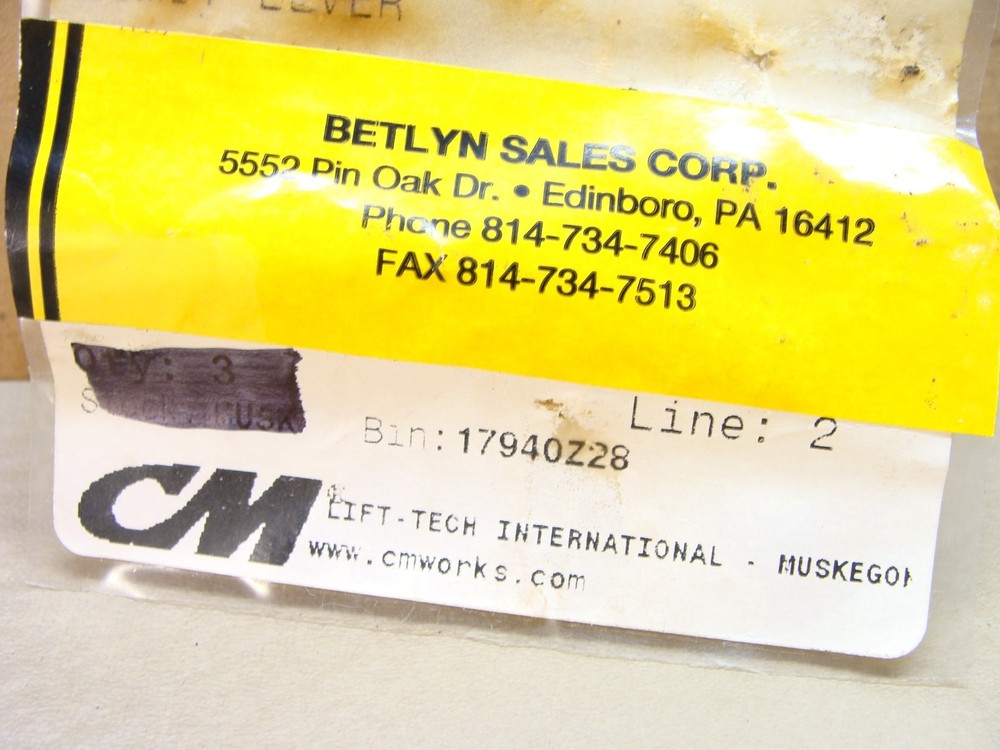 LEVER
BETLYN SALES CORP.
5552 Pin Oak Dr. • Edinboro, PA 16412
Phone 814-734-7406
FAX 814-734-7513
Qty: 3
Line: 2
Bin: 17940Z28
CM®
LIFT-TECH INTERNATIONAL - MUSKEGON
www.cmworks.com